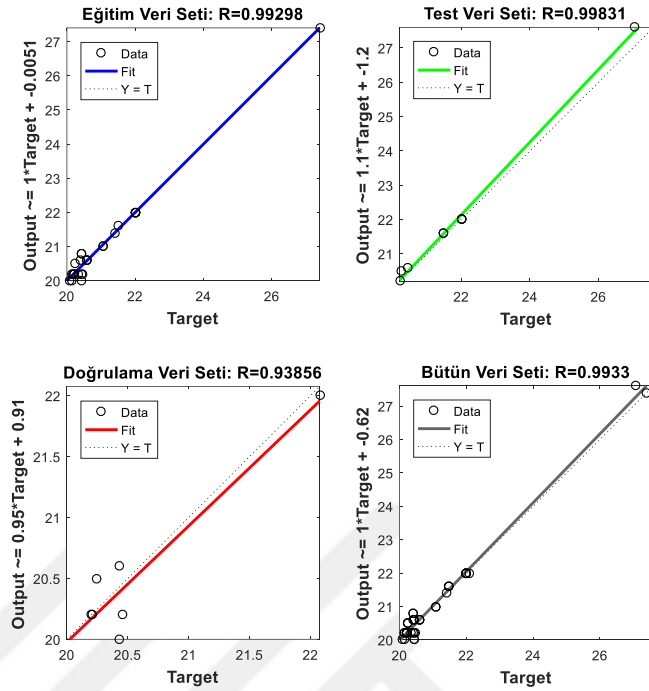 Eğitim Veri Seti: R=0.99298
Output ~= 1*Target + -0.0051
27
26
25
24
23
22
21
20
Data
Fit
Y = T
20
22
24
26
Target
Test Veri Seti: R=0.99831
Output ~= 1.1*Target + -1.2
27
26
25
24
23
22
21
Data
Fit
Y = T
22
24
26
Target
Doğrulama Veri Seti: R=0.93856
Output ~= 0.95*Target + 0.91
22
21.5
21
20.5
20
Data
Fit
Y = T
20
20.5
21
21.5
22
Target
Bütün Veri Seti: R=0.9933
Output ~= 1*Target + -0.62
27
26
25
24
23
22
21
20
Data
Fit
Y = T
20
22
24
26
Target